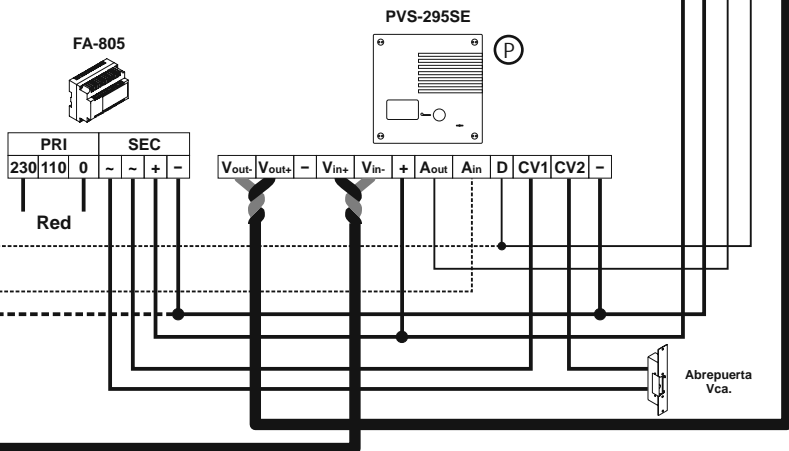 PVS-295SE
P
FA-805
PRI SEC
230 110 0 ~ ~ + −
Vout- Vout+ − Vin+ Vin- + Aout Ain D CV1 CV2 −
Red
Abrepuerta
Vca.